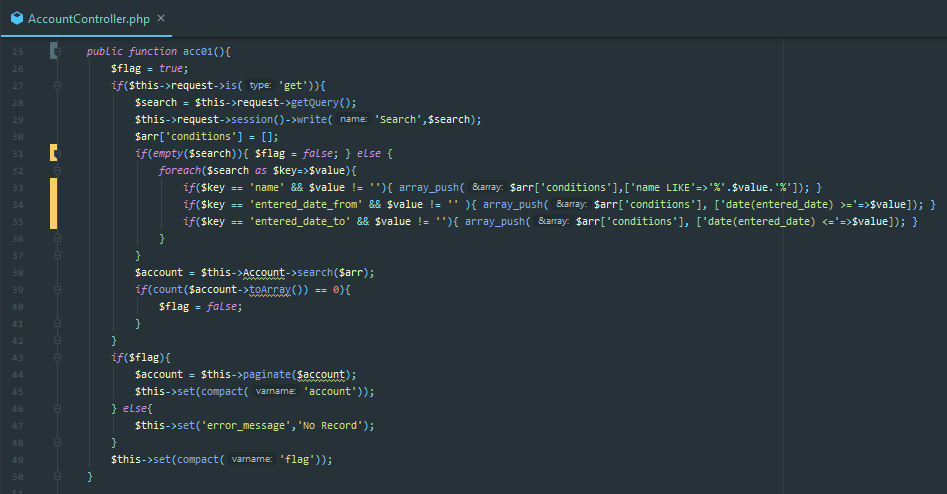 AccountController.php ×
25 public function acc01(){
26 $flag = true;
27 if($this->request->is( type: 'get')){
28 $search = $this->request->getQuery();
29 $this->request->session()->write( name: 'Search',$search);
30 $arr['conditions'] = [];
31 if(empty($search)){ $flag = false; } else {
32 foreach($search as $key=>$value){
33 if($key == 'name' && $value != ''){ array_push( &array: $arr['conditions'],['name LIKE'=>'%'.$value.'%']); }
34 if($key == 'entered_date_from' && $value != '' ){ array_push( &array: $arr['conditions'], ['date(entered_date) >='=>$value]); }
35 if($key == 'entered_date_to' && $value != ''){ array_push( &array: $arr['conditions'], ['date(entered_date) <='=>$value]); }
36 }
37 }
38 $account = $this->Account->search($arr);
39 if(count($account->toArray()) == 0){
40 $flag = false;
41 }
42 }
43 if($flag){
44 $account = $this->paginate($account);
45 $this->set(compact( varname: 'account'));
46 } else{
47 $this->set('error_message','No Record');
48 }
49 $this->set(compact( varname: 'flag'));
50 }